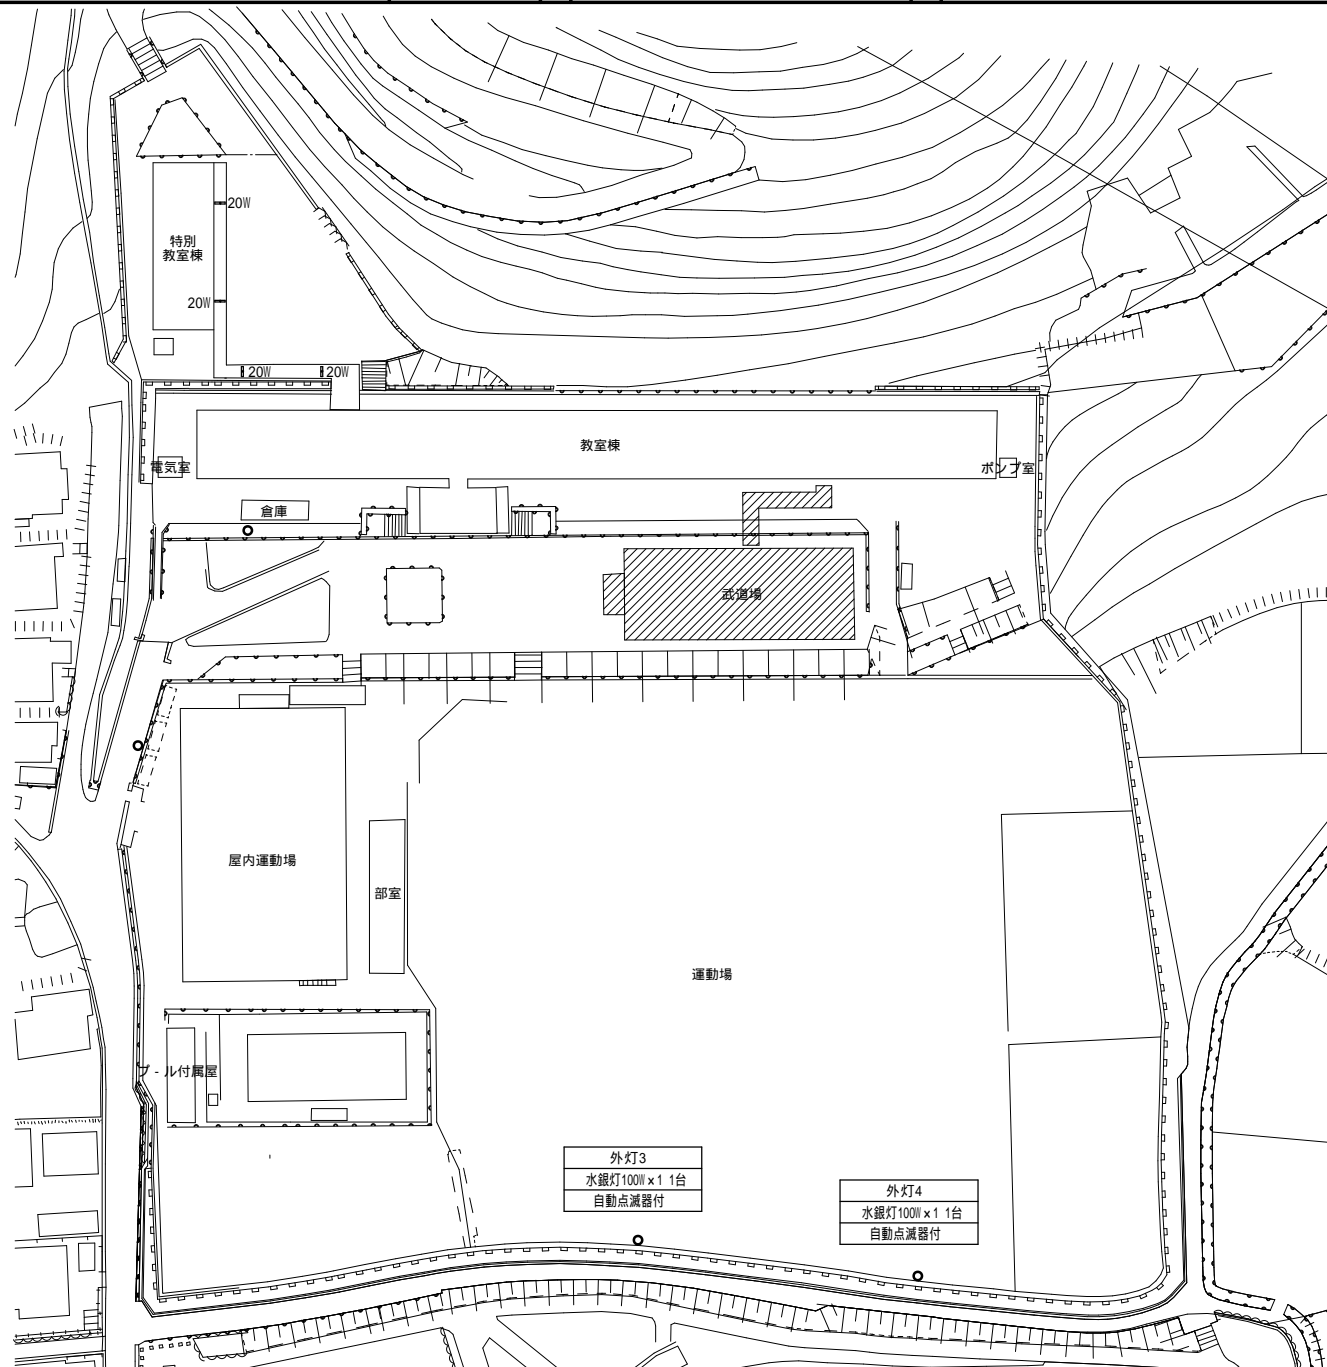 20W
特別
教室棟
20W
20W
20W
教室棟
電気室
ポンプ室
倉庫
武道場
屋内運動場
部室
運動場
プ-ル付属屋
外灯3
水銀灯100W×1 1台
自動点滅器付
外灯4
水銀灯100W×1 1台
自動点滅器付